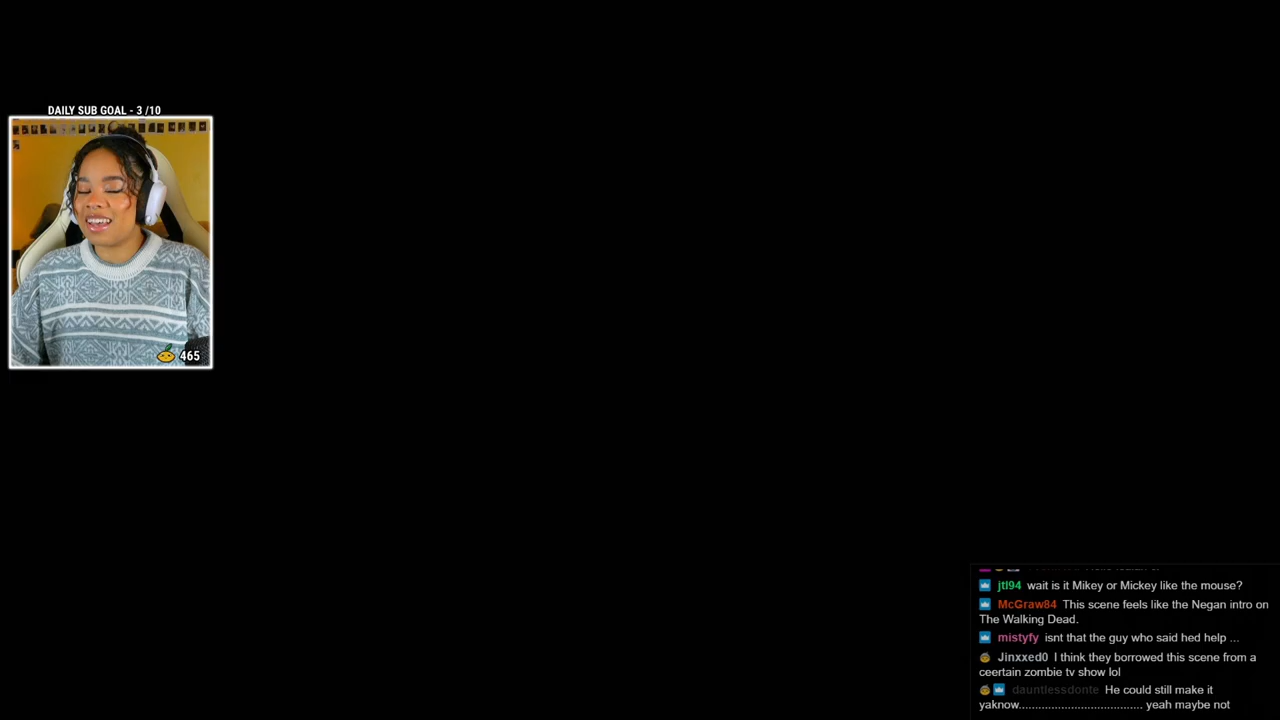 DAILY SUB GOAL - 3 /10
465
jtl94 wait is it Mikey or Mickey like the mouse?
McGraw84 This scene feels like the Negan intro on
The Walking Dead.
mistyfy isnt that the guy who said hed help ...
Jinxxed0 I think they borrowed this scene from a
ceertain zombie tv show lol
dauntlessdonte He could still make it
yaknow...................................... yeah maybe not